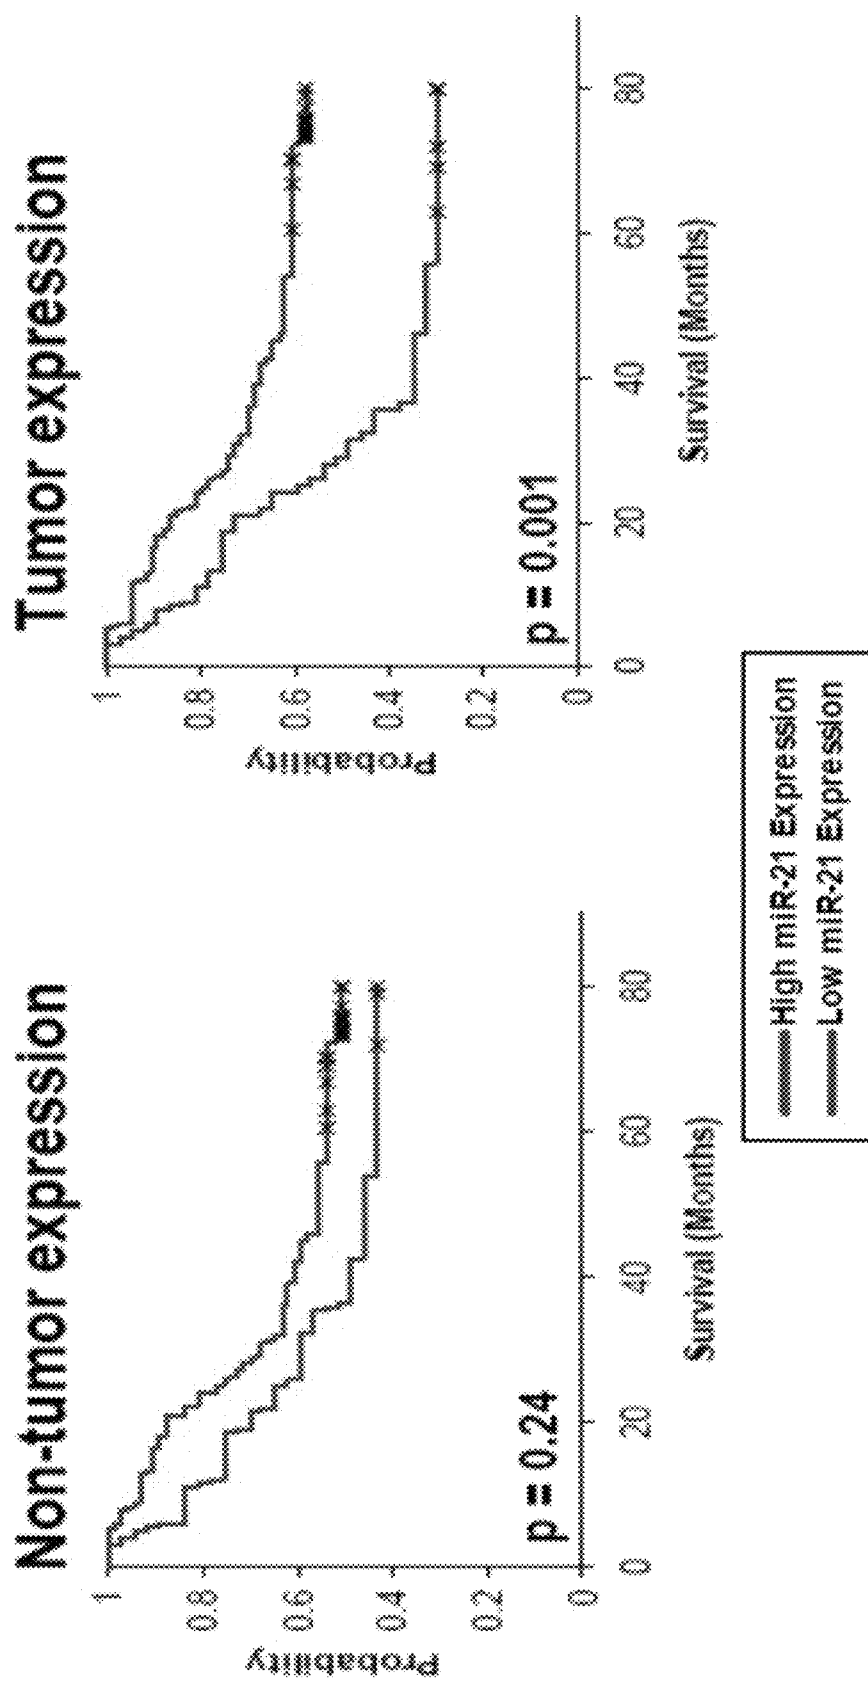 Non-tumor expression
Probability
1
0.8
0.6
0.4
0.2
0
p = 0.24
0 20 40 60 80
Survival (Months)
Tumor expression
Probability
1
0.8
0.6
0.4
0.2
0
p = 0.001
0 20 40 60 80
Survival (Months)
High miR-21 Expression
Low miR-21 Expression